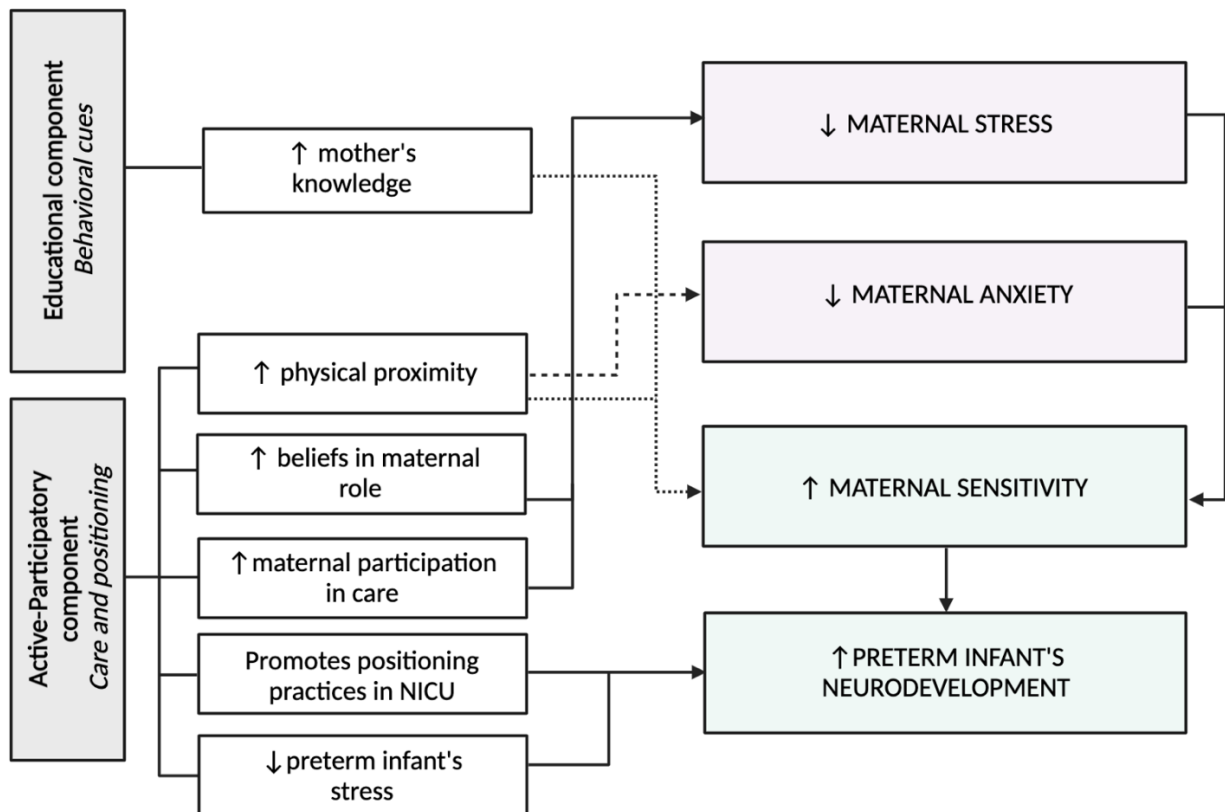 Educational component
Behavioral cues
↑ mother's
knowledge
↑ physical proximity
↑ beliefs in maternal
role
↑ maternal participation
in care
Promotes positioning
practices in NICU
↓ preterm infant's
stress
Active-Participatory
component
Care and positioning
↓ MATERNAL STRESS
↓ MATERNAL ANXIETY
↑ MATERNAL SENSITIVITY
↑ PRETERM INFANT'S
NEURODEVELOPMENT